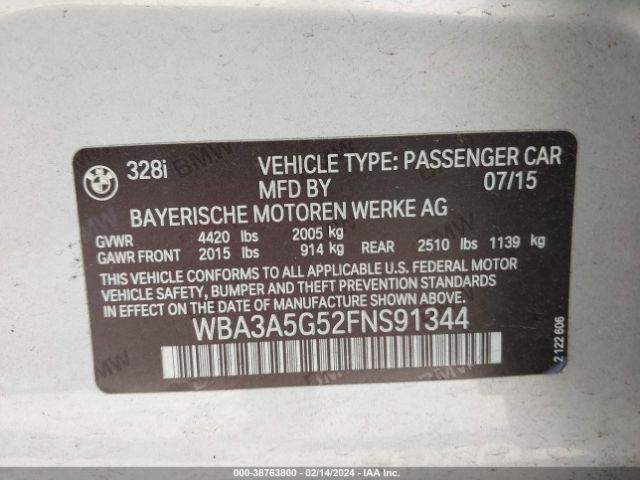 BMW 328i VEHICLE TYPE: PASSENGER CAR
MFD BY 07/15
BAYERISCHE MOTOREN WERKE AG
GVWR 4420 lbs 2005 kg
GAWR FRONT 2015 lbs 914 kg REAR 2510 lbs 1139 kg
THIS VEHICLE CONFORMS TO ALL APPLICABLE U.S. FEDERAL MOTOR
VEHICLE SAFETY, BUMPER AND THEFT PREVENTION STANDARDS
IN EFFECT ON THE DATE OF MANUFACTURE SHOWN ABOVE.
WBA3A5G52FNS91344
2 122 606
000-38763800 - 02/14/2024 - IAA Inc.